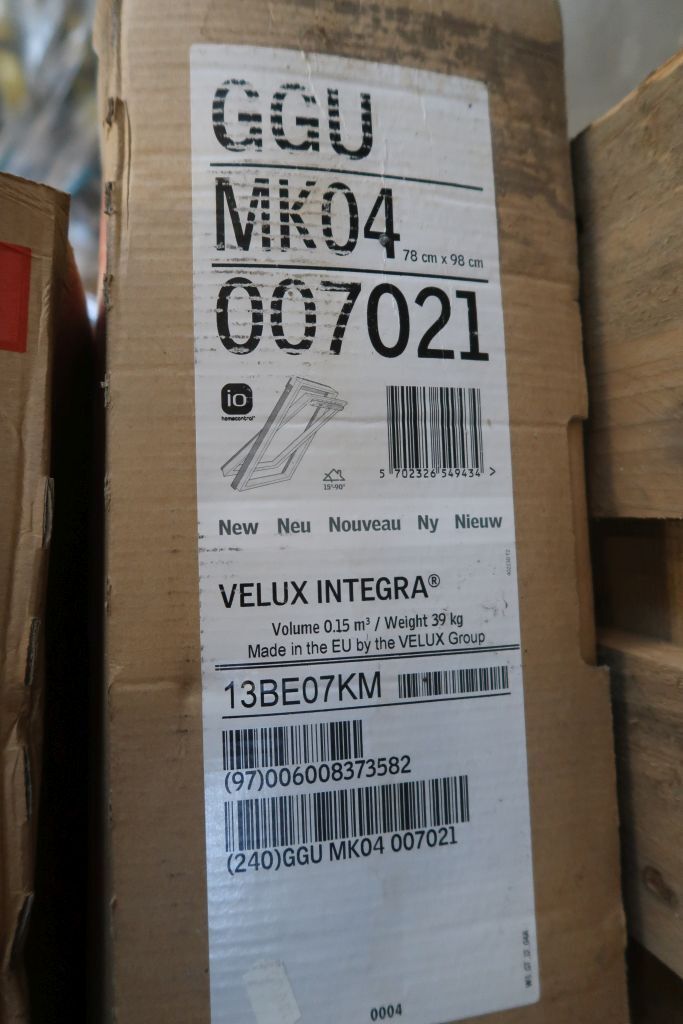 GGU
MK04
78 cm x 98 cm
007021
io
homecontrol®
15°-90°
5 702326 549434 >
New Neu Nouveau Ny Nieuw
VELUX INTEGRA®
Volume 0.15 m³ / Weight 39 kg
Made in the EU by the VELUX Group
13BE07KM
(97)006008373582
(240)GGU MK04 007021
0004